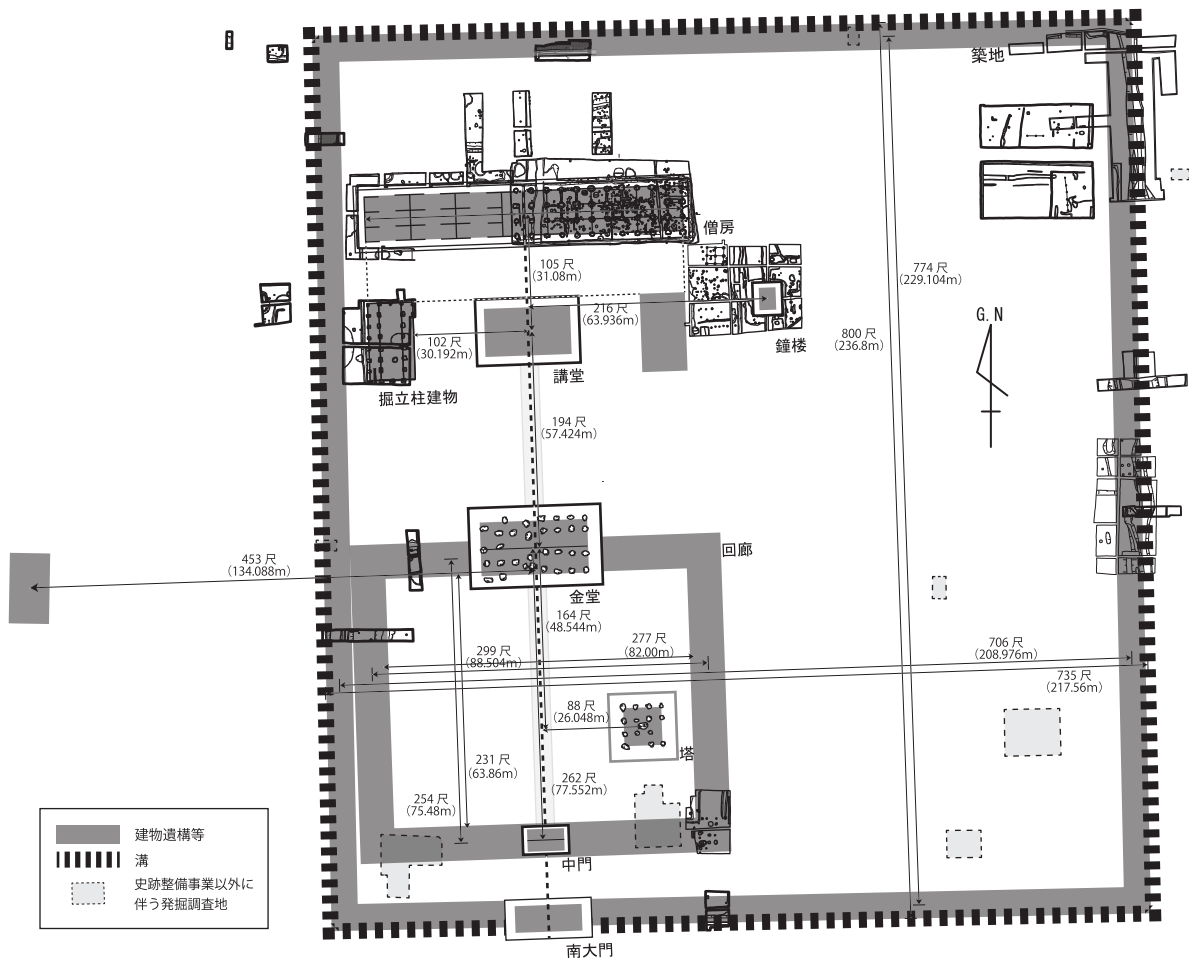 築地
僧房
105 尺
(31.08m)
774 尺
(229.104m)
216 尺
(63.936m)
G.N
800 尺
(236.8m)
102 尺
(30.192m)
鐘楼
講堂
掘立柱建物
194 尺
(57.424m)
回廊
453 尺
(134.088m)
金堂
164 尺
(48.544m)
277 尺
(82.00m)
299 尺
(88.504m)
706 尺
(208.976m)
735 尺
(217.56m)
88 尺
(26.048m)
塔
231 尺
(63.86m)
262 尺
(77.552m)
254 尺
(75.48m)
中門
南大門
建物遺構等
溝
史跡整備事業以外に
伴う発掘調査地